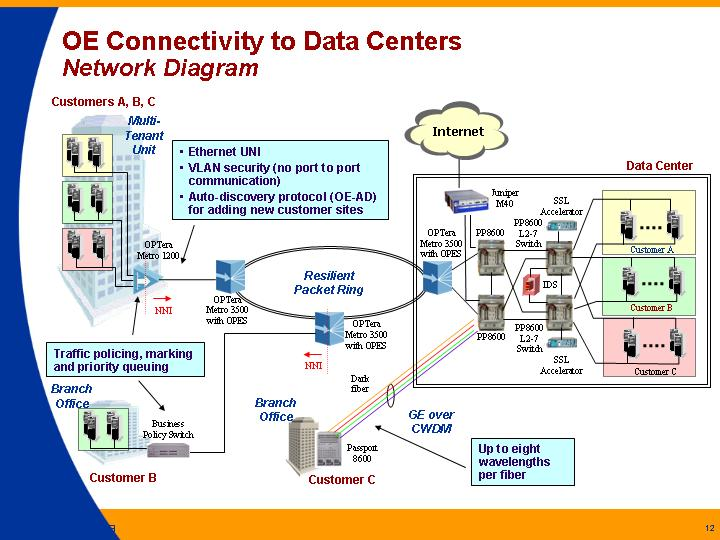 OE Connectivity to Data Centers
Network Diagram
Customers A, B, C
Multi-
Tenant
Unit
• Ethernet UNI
• VLAN security (no port to port
communication)
• Auto-discovery protocol (OE-AD)
for adding new customer sites
Internet
Data Center
Juniper
M40
SSL
Accelerator
OPTera
Metro 3500
with OPES
PP8600
PP8600
L2-7
Switch
Customer A
OPTera
Metro 1200
Resilient
Packet Ring
IDS
NNI
OPTera
Metro 3500
with OPES
Customer B
OPTera
Metro 3500
with OPES
PP8600
PP8600
L2-7
Switch
SSL
Accelerator
Customer C
Traffic policing, marking
and priority queuing
NNI
Dark
fiber
Branch
Office
Branch
Office
GE over
CWDM
Business
Policy Switch
Passport
8600
Up to eight
wavelengths
per fiber
Customer B
Customer C
12